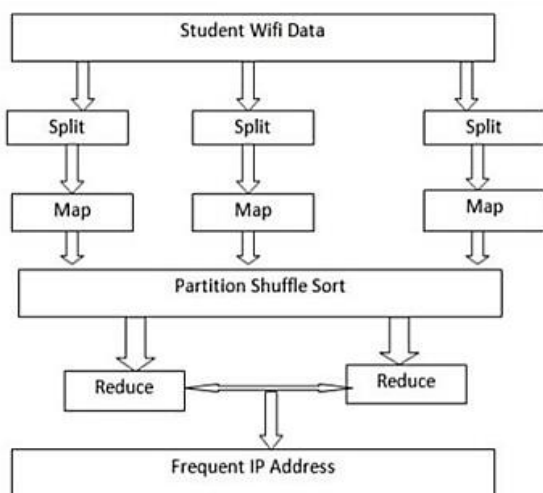 Student Wifi Data
Split
Split
Split
Map
Map
Map
Partition Shuffle Sort
Reduce
Reduce
Frequent IP Address